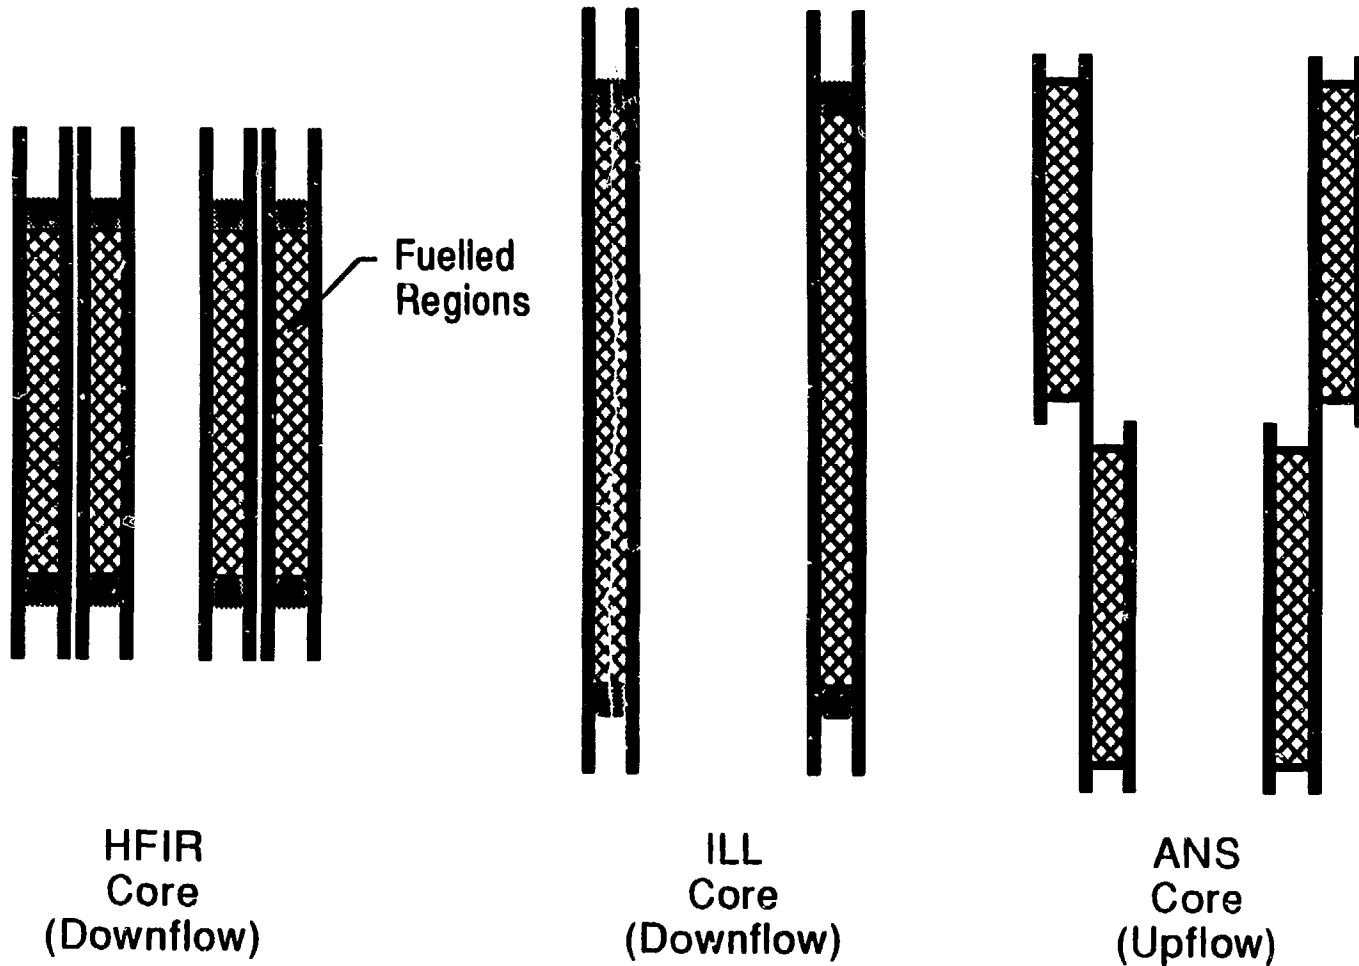 Fuelled
Regions
HFIR
Core
(Downflow)
ILL
Core
(Downflow)
ANS
Core
(Upflow)